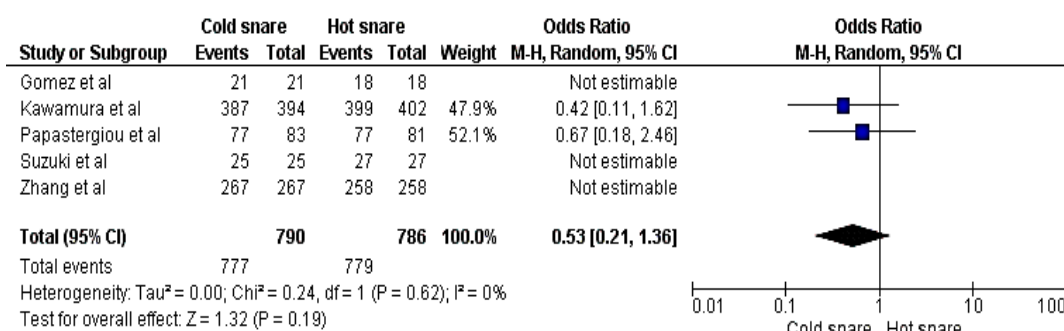 Cold snare Hot snare Odds Ratio Odds Ratio
Study or Subgroup Events Total Events Total Weight M-H, Random, 95% CI M-H, Random, 95% CI
Gomez et al 21 21 18 18 Not estimable
Kawamura et al 387 394 399 402 47.9% 0.42 [0.11, 1.62]
Papastergiou et al 77 83 77 81 52.1% 0.67 [0.18, 2.46]
Suzuki et al 25 25 27 27 Not estimable
Zhang et al 267 267 258 258 Not estimable
Total (95% CI) 790 786 100.0% 0.53 [0.21, 1.36]
Total events 777 779
Heterogeneity: Tau² = 0.00; Chi² = 0.24, df = 1 (P = 0.62); I² = 0%
Test for overall effect: Z = 1.32 (P = 0.19)
0.01 0.1 1 10 100
Cold snare Hot snare